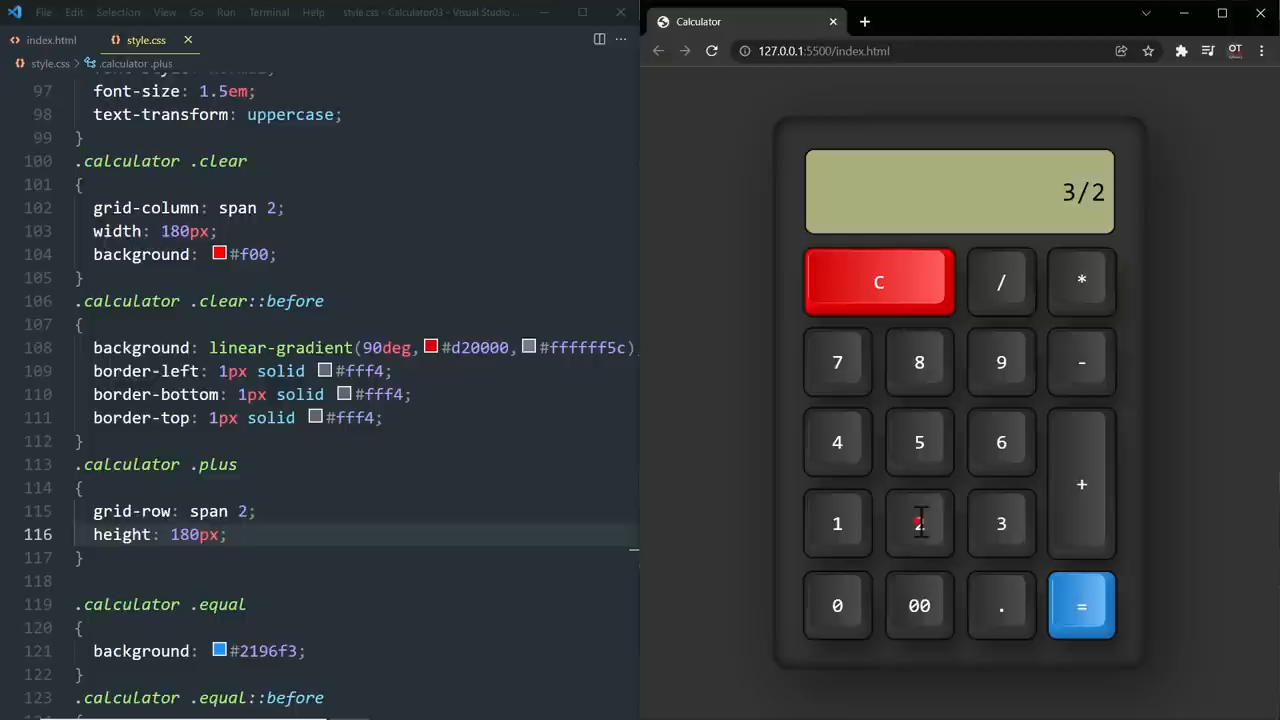 File Edit Selection View Go Run Terminal Help style.css - Calculator03 - Visual Studio ...
index.html style.css
style.css > .calculator .plus
97 font-size: 1.5em;
98 text-transform: uppercase;
99 }
100 .calculator .clear
101 {
102 grid-column: span 2;
103 width: 180px;
104 background: #f00;
105 }
106 .calculator .clear::before
107 {
108 background: linear-gradient(90deg,#d20000,#ffffff5c)
109 border-left: 1px solid #fff4;
110 border-bottom: 1px solid #fff4;
111 border-top: 1px solid #fff4;
112 }
113 .calculator .plus
114 {
115 grid-row: span 2;
116 height: 180px;
117 }
118
119 .calculator .equal
120 {
121 background: #2196f3;
122 }
123 .calculator .equal::before
Calculator
127.0.0.1:5500/index.html
OT
3/2
C / *
7 8 9 -
4 5 6
+
1 2 3
0 00 . =